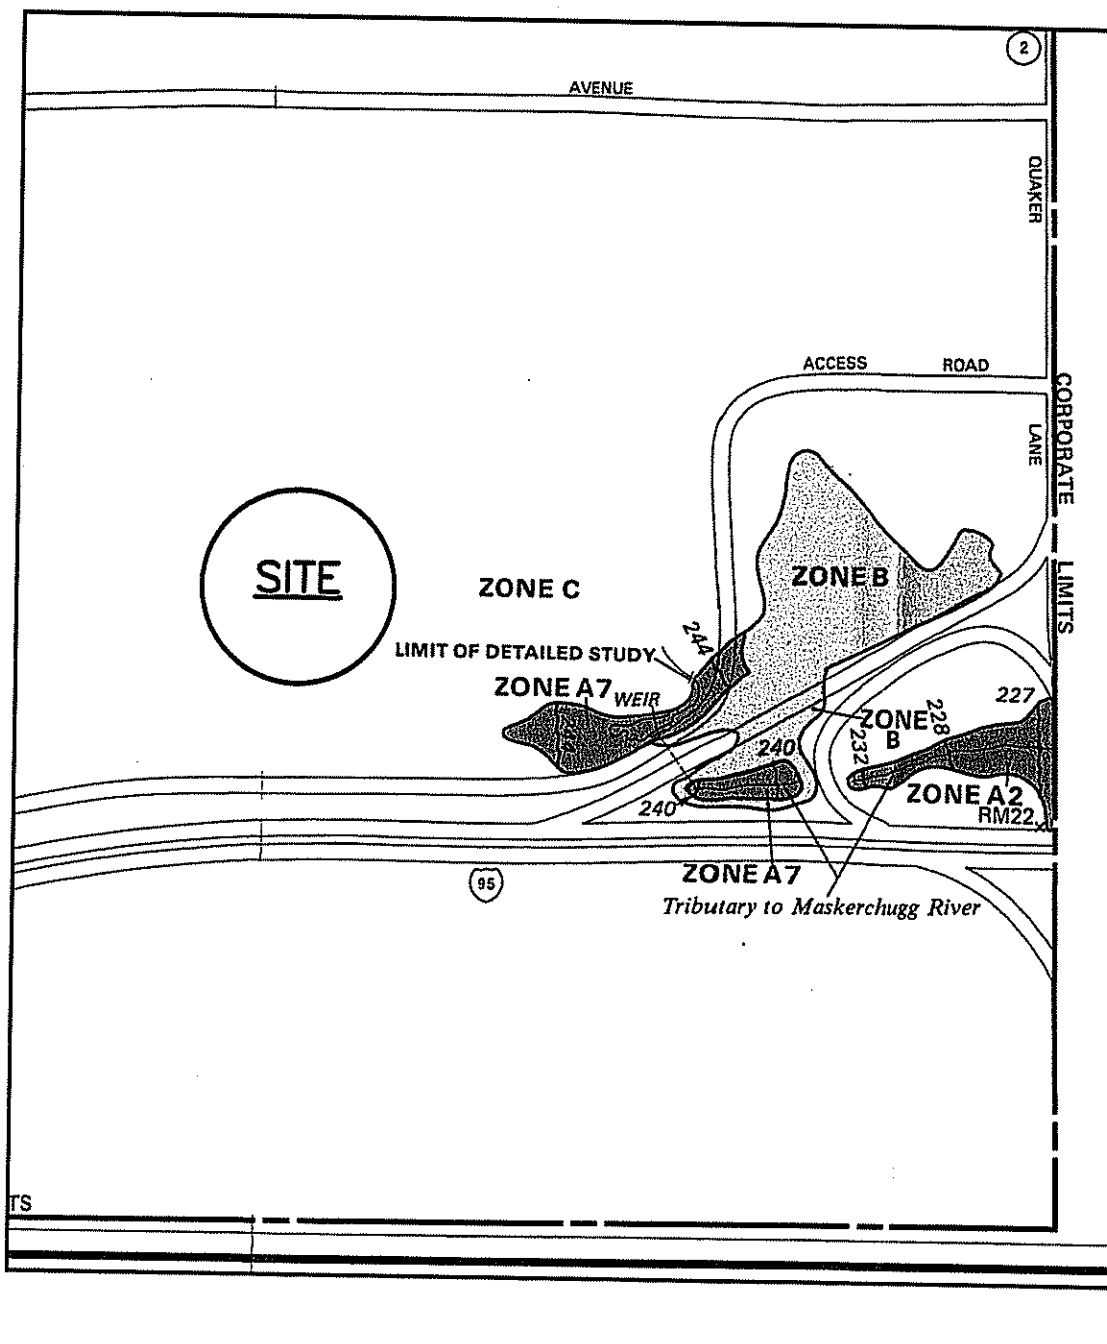 2
AVENUE
QUAKER
ACCESS ROAD
CORPORATE LIMITS
LANE
SITE
ZONE C
ZONE B
244
LIMIT OF DETAILED STUDY
ZONE A7
WEIR
227
228
ZONE
B
232
240
244
240
ZONE A2
RM22
95
ZONE A7
Tributary to Maskerchugg River
TS